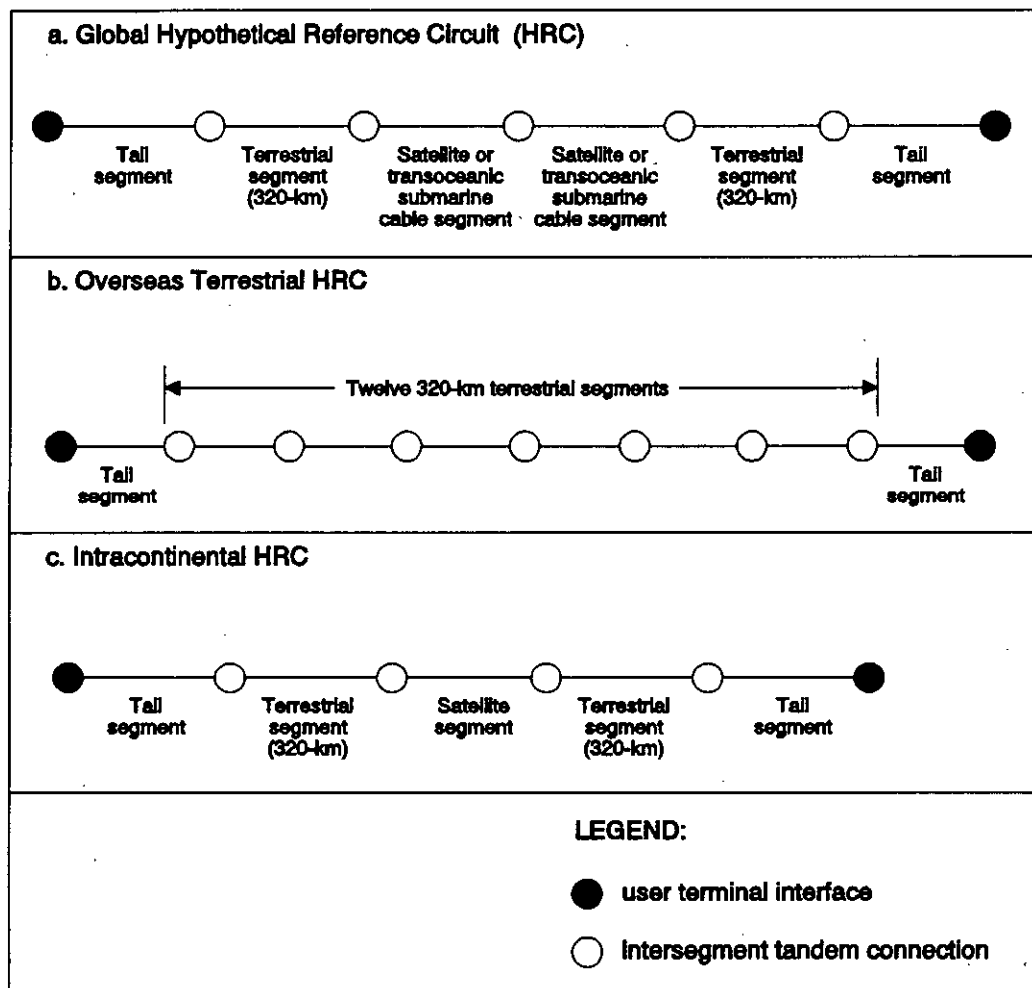 a. Global Hypothetical Reference Circuit (HRC)
Tail
segment
Terrestrial
segment
(320-km)
Satellite or
transoceanic
submarine
cable segment
Satellite or
transoceanic
submarine
cable segment
Terrestrial
segment
(320-km)
Tail
segment
b. Overseas Terrestrial HRC
Twelve 320-km terrestrial segments
Tail
segment
Tail
segment
c. Intracontinental HRC
Tail
segment
Terrestrial
segment
(320-km)
Satellite
segment
Terrestrial
segment
(320-km)
Tail
segment
LEGEND:
user terminal interface
intersegment tandem connection